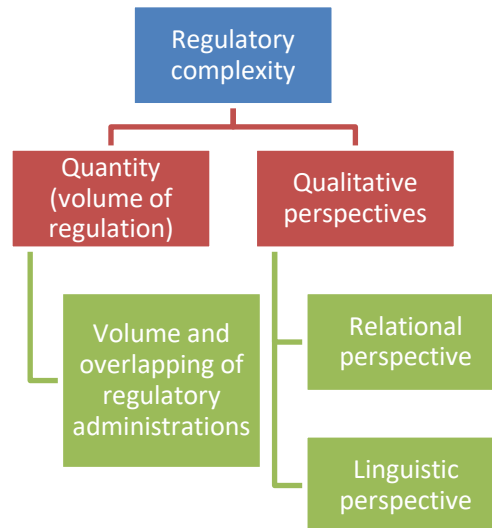 Regulatory
complexity
Quantity
(volume of
regulation)
Qualitative
perspectives
Volume and
overlapping of
regulatory
administrations
Relational
perspective
Linguistic
perspective